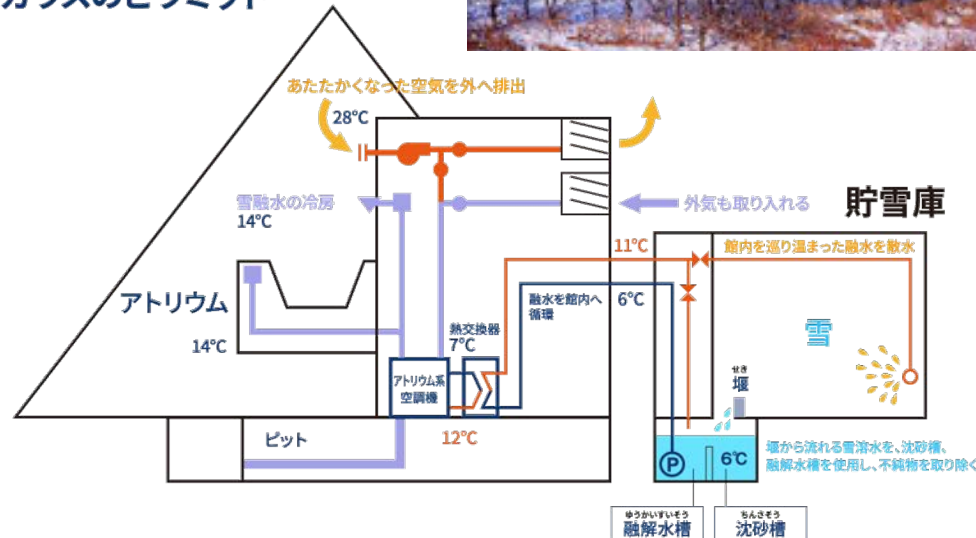 ガラスのピラミッド
あたたかくなった空気を外へ排出
28℃
雪融水の冷房
14℃
外気も取り入れる
貯雪庫
11℃
館内を巡り温まった融水を散水
アトリウム
融水を館内へ
循環
6℃
雪
14℃
熱交換器
7℃
アトリウム系
空調機
せき
堰
12℃
ピット
P
6℃
堰から流れる雪溶水を、沈砂槽、
融解水槽を使用し、不純物を取り除く
ゆうかいすいそう
融解水槽
ちんさそう
沈砂槽